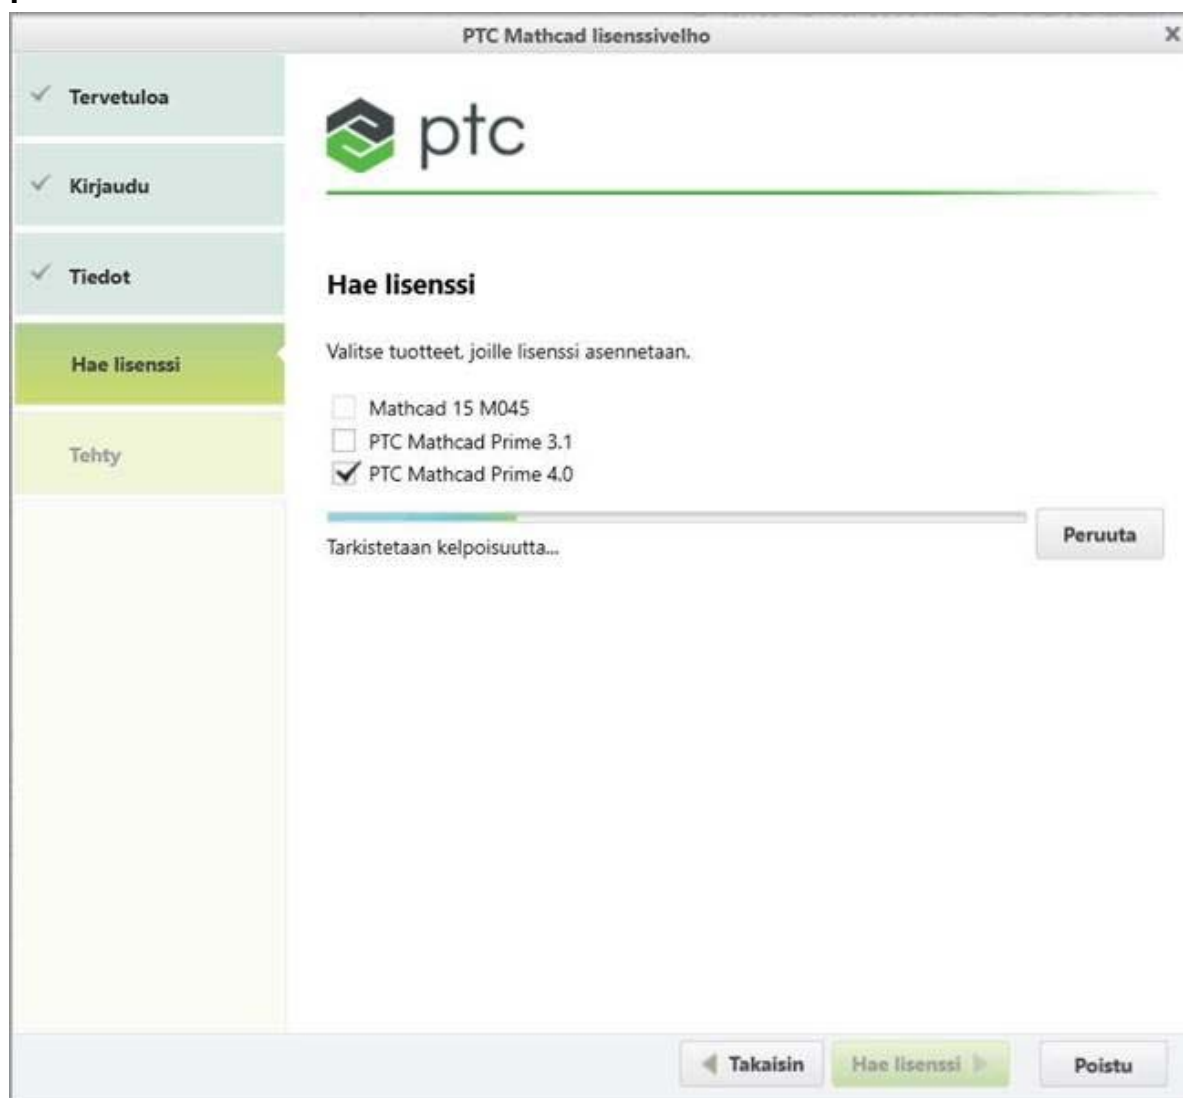 PTC Mathcad lisenssivelho
Tervetuloa
Kirjaudu
Tiedot
Hae lisenssi
Tehty
ptc
Hae lisenssi
Valitse tuotteet, joille lisenssi asennetaan.
Mathcad 15 M045
PTC Mathcad Prime 3.1
PTC Mathcad Prime 4.0
Tarkistetaan kelpoisuutta...
Peruuta
Takaisin
Hae lisenssi
Poistu